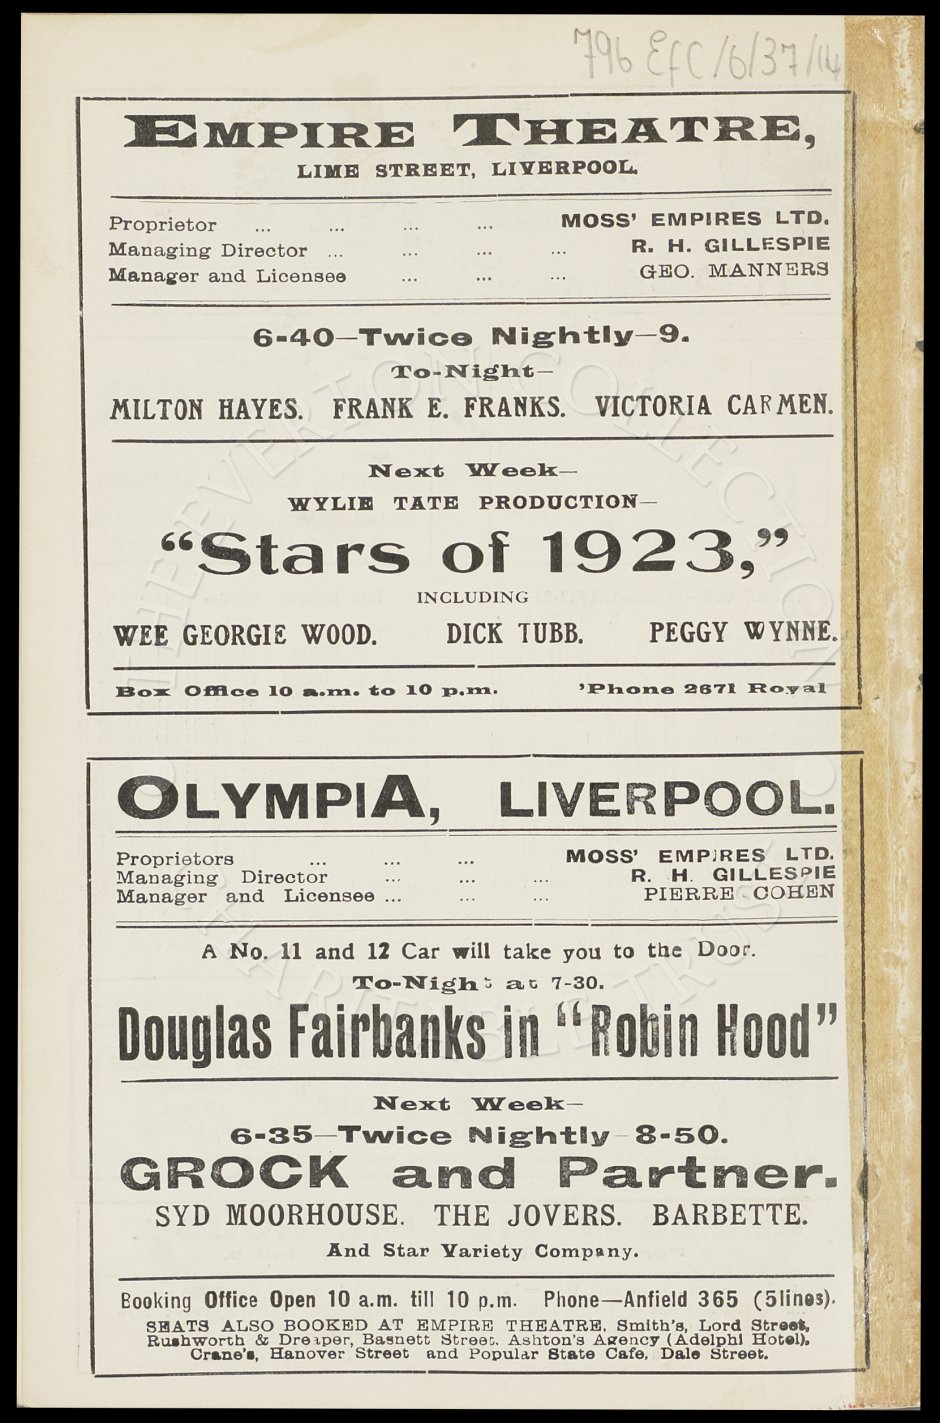 796 EFC/6/37/14
EMPIRE THEATRE,
LIME STREET, LIVERPOOL.
Proprietor ... ... ... ... MOSS' EMPIRES LTD.
Managing Director ... ... ... ... R. H. GILLESPIE
Manager and Licensee ... ... ... GEO. MANNERS
6-40—Twice Nightly—9.
To-Night—
MILTON HAYES. FRANK E. FRANKS. VICTORIA CARMEN.
Next Week—
WYLIE TATE PRODUCTION—
"Stars of 1923,"
INCLUDING
WEE GEORGIE WOOD. DICK TUBB. PEGGY WYNNE.
Box Office 10 a.m. to 10 p.m. 'Phone 2671 Royal
OLYMPIA, LIVERPOOL.
Proprietors ... ... ... MOSS' EMPIRES LTD.
Managing Director ... ... ... R. H. GILLESPIE
Manager and Licensee ... ... ... PIERRE COHEN
A No. 11 and 12 Car will take you to the Door.
To-Night at 7-30.
Douglas Fairbanks in "Robin Hood"
Next Week—
6-35—Twice Nightly—8-50.
GROCK and Partner.
SYD MOORHOUSE. THE JOVERS. BARBETTE.
And Star Variety Company.
Booking Office Open 10 a.m. till 10 p.m. Phone—Anfield 365 (5 lines).
SEATS ALSO BOOKED AT EMPIRE THEATRE, Smith's, Lord Street,
Rushworth & Dreaper, Basnett Street. Ashton's Agency (Adelphi Hotel).
Crane's, Hanover Street and Popular State Cafe, Dale Street.
THE EVERTON COLLECTION
CHARITABLE TRUST